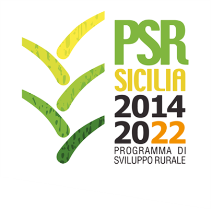 PSR
SICILIA
2014
2022
PROGRAMMA DI
SVILUPPO RURALE